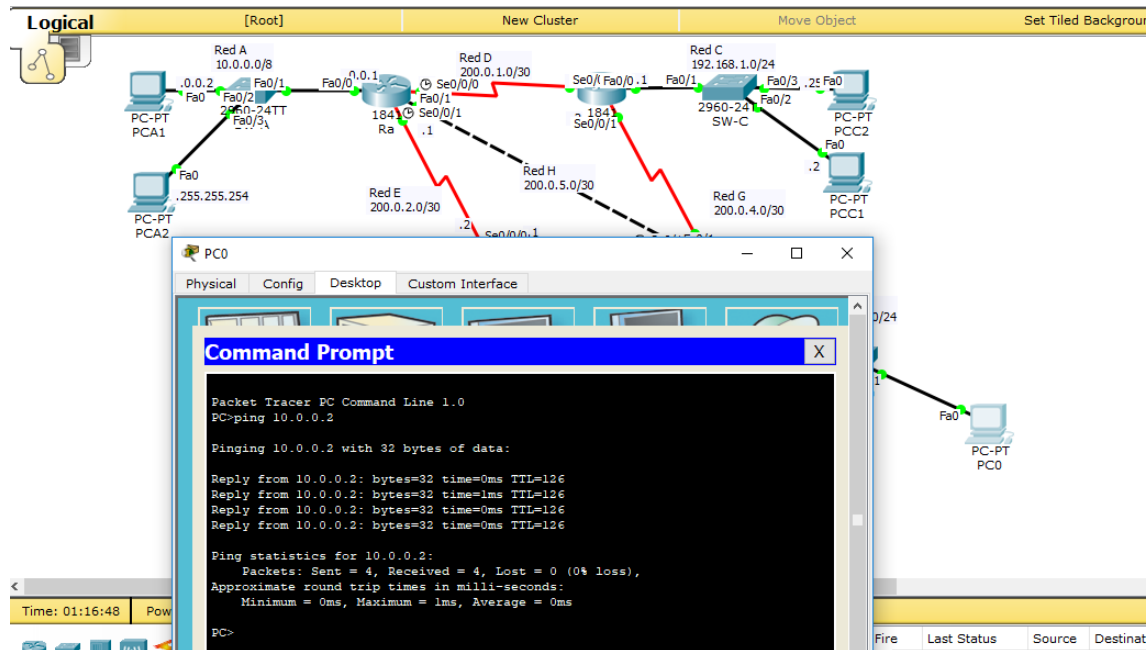 Logical
[Root]
New Cluster
Move Object
Set Tiled Backgroun
Red A
10.0.0.0/8
Red D
200.0.1.0/30
Red C
192.168.1.0/24
.0.0.2
Fa0
Fa0/1
Fa0/2
Fa0/3
Fa0/0
.0.0.1
Se0/0/0
Fa0/1
Se0/0/1
.1
Fa0/0
.1
Fa0/1
Se0/0/1
Fa0/3
Fa0
Fa0/2
PC-PT
PCA1
1841
Ra
1841
SW-C
PC-PT
PCC2
Fa0
.2
PC-PT
PCC1
Fa0
.255.255.254
PC-PT
PCA2
Red H
200.0.5.0/30
Red E
200.0.2.0/30
.2
Red G
200.0.4.0/30
PC0
Physical Config Desktop Custom Interface
0/24
Command Prompt
X
Packet Tracer PC Command Line 1.0
PC>ping 10.0.0.2
Pinging 10.0.0.2 with 32 bytes of data:
Reply from 10.0.0.2: bytes=32 time=0ms TTL=126
Reply from 10.0.0.2: bytes=32 time=1ms TTL=126
Reply from 10.0.0.2: bytes=32 time=0ms TTL=126
Reply from 10.0.0.2: bytes=32 time=0ms TTL=126
Ping statistics for 10.0.0.2:
Packets: Sent = 4, Received = 4, Lost = 0 (0% loss),
Approximate round trip times in milli-seconds:
Minimum = 0ms, Maximum = 1ms, Average = 0ms
PC>
Fa0
PC-PT
PC0
Time: 01:16:48
Pow
Fire
Last Status
Source
Destinat